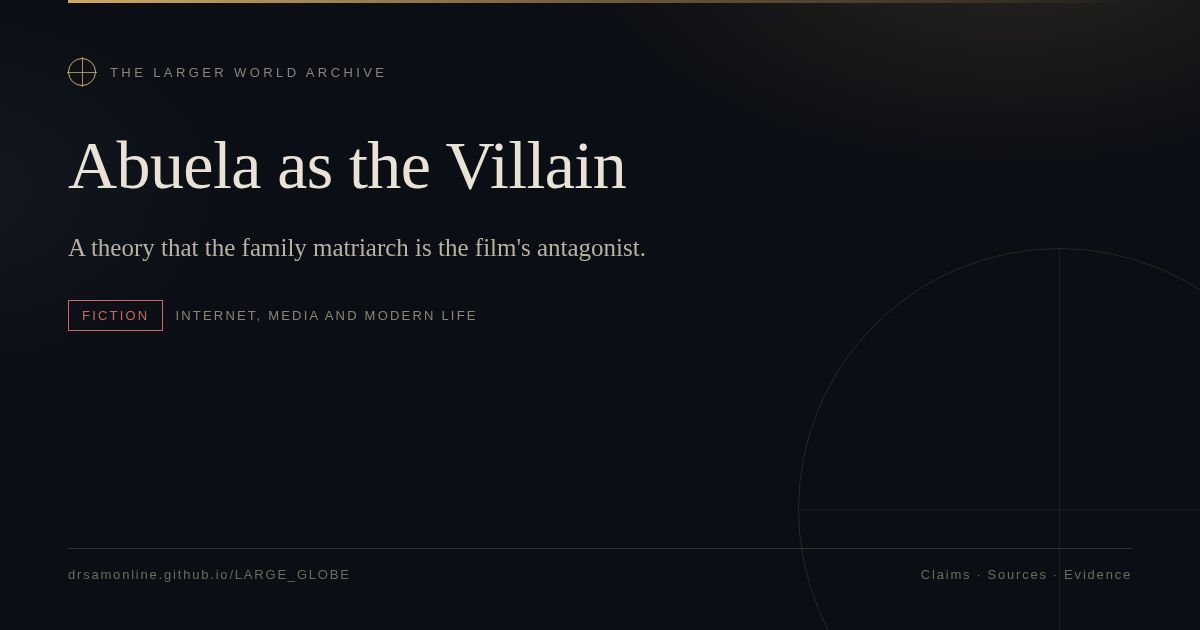 THE LARGER WORLD ARCHIVE
Abuela as the Villain
A theory that the family matriarch is the film's antagonist.
FICTION INTERNET, MEDIA AND MODERN LIFE
drsamonline.github.io/LARGE_GLOBE Claims · Sources · Evidence